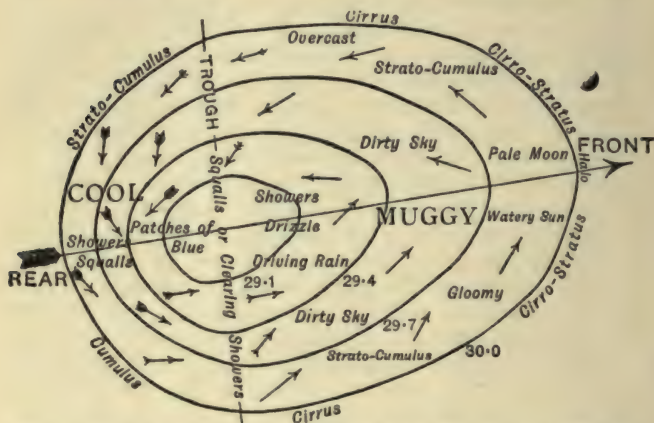 Cirrus
Overcast
Cirro-Stratus
Strato-Cumulus
Strato-Cumulus
TROUGH — Squalls or Clearing Showers
Dirty Sky
Pale Moon
Halo
FRONT
COOL
Showers
MUGGY
Watery Sun
Patches of Blue
Drizzle
Shower
Squalls
REAR
Driving Rain
29·1
29·4
Gloomy
Cirro-Stratus
Dirty Sky
29·7
Strato-Cumulus
30·0
Cumulus
Cirrus